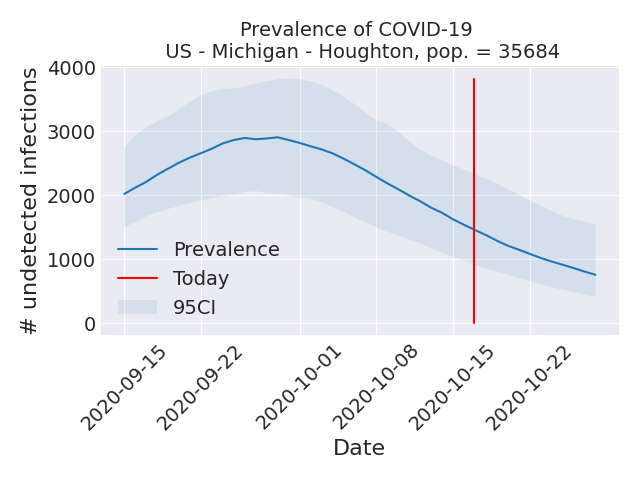 Prevalence of COVID-19
US - Michigan - Houghton, pop. = 35684
# undetected infections
4000
3000
2000
1000
0
Prevalence
Today
95CI
2020-09-15
2020-09-22
2020-10-01
2020-10-08
2020-10-15
2020-10-22
Date